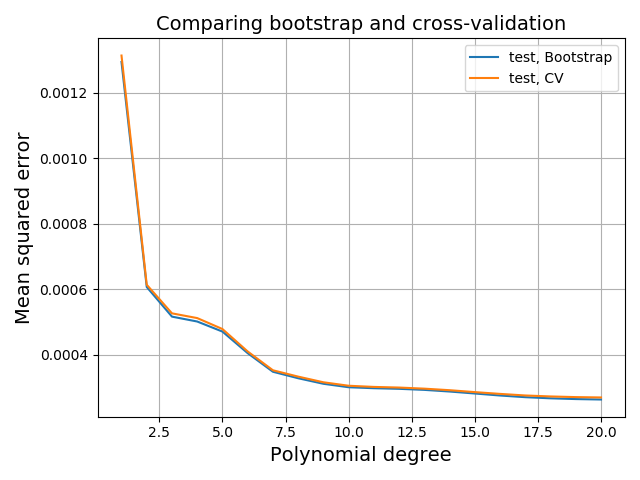 Comparing bootstrap and cross-validation
test, Bootstrap
test, CV
Mean squared error
0.0012
0.0010
0.0008
0.0006
0.0004
2.5 5.0 7.5 10.0 12.5 15.0 17.5 20.0
Polynomial degree